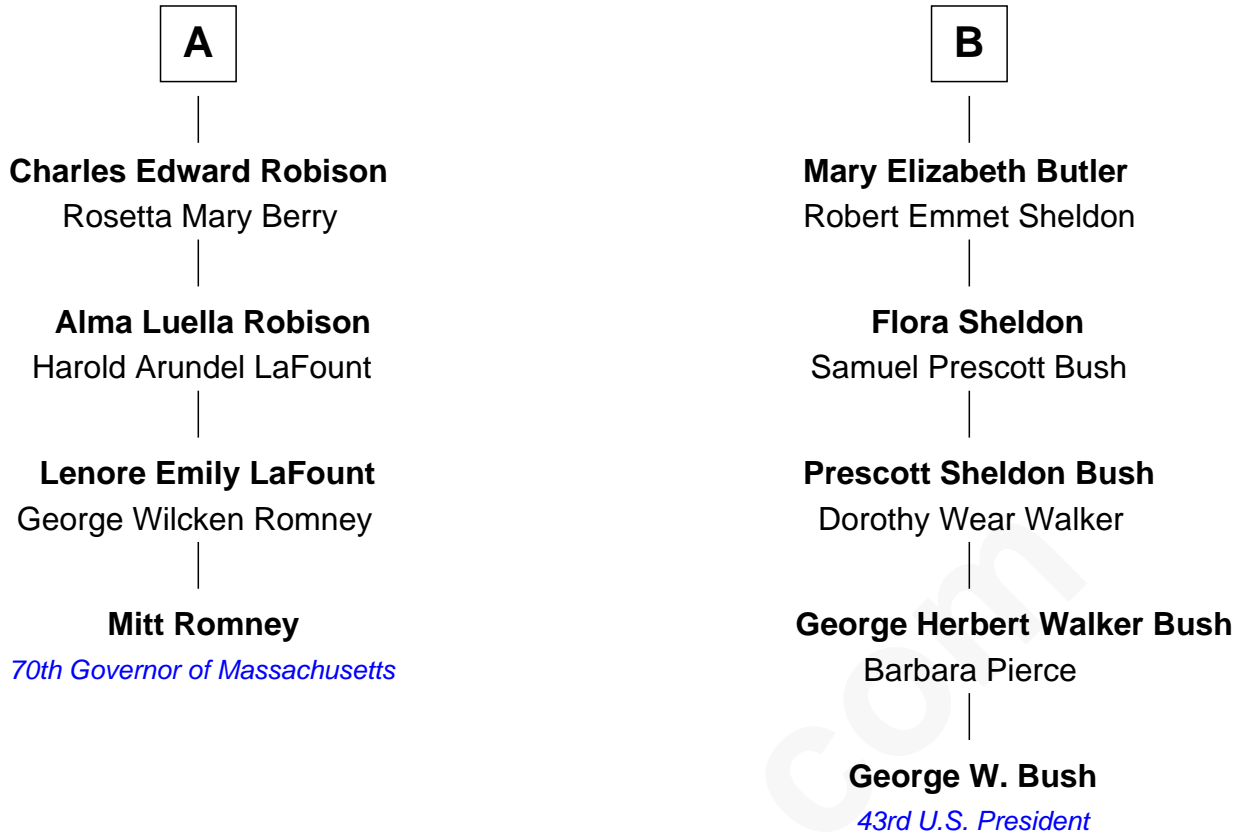 A
Charles Edward Robison
Rosetta Mary Berry
Alma Luella Robison
Harold Arundel LaFount
Lenore Emily LaFount
George Wilcken Romney
Mitt Romney
70th Governor of Massachusetts
B
Mary Elizabeth Butler
Robert Emmet Sheldon
Flora Sheldon
Samuel Prescott Bush
Prescott Sheldon Bush
Dorothy Wear Walker
George Herbert Walker Bush
Barbara Pierce
George W. Bush
43rd U.S. President
com